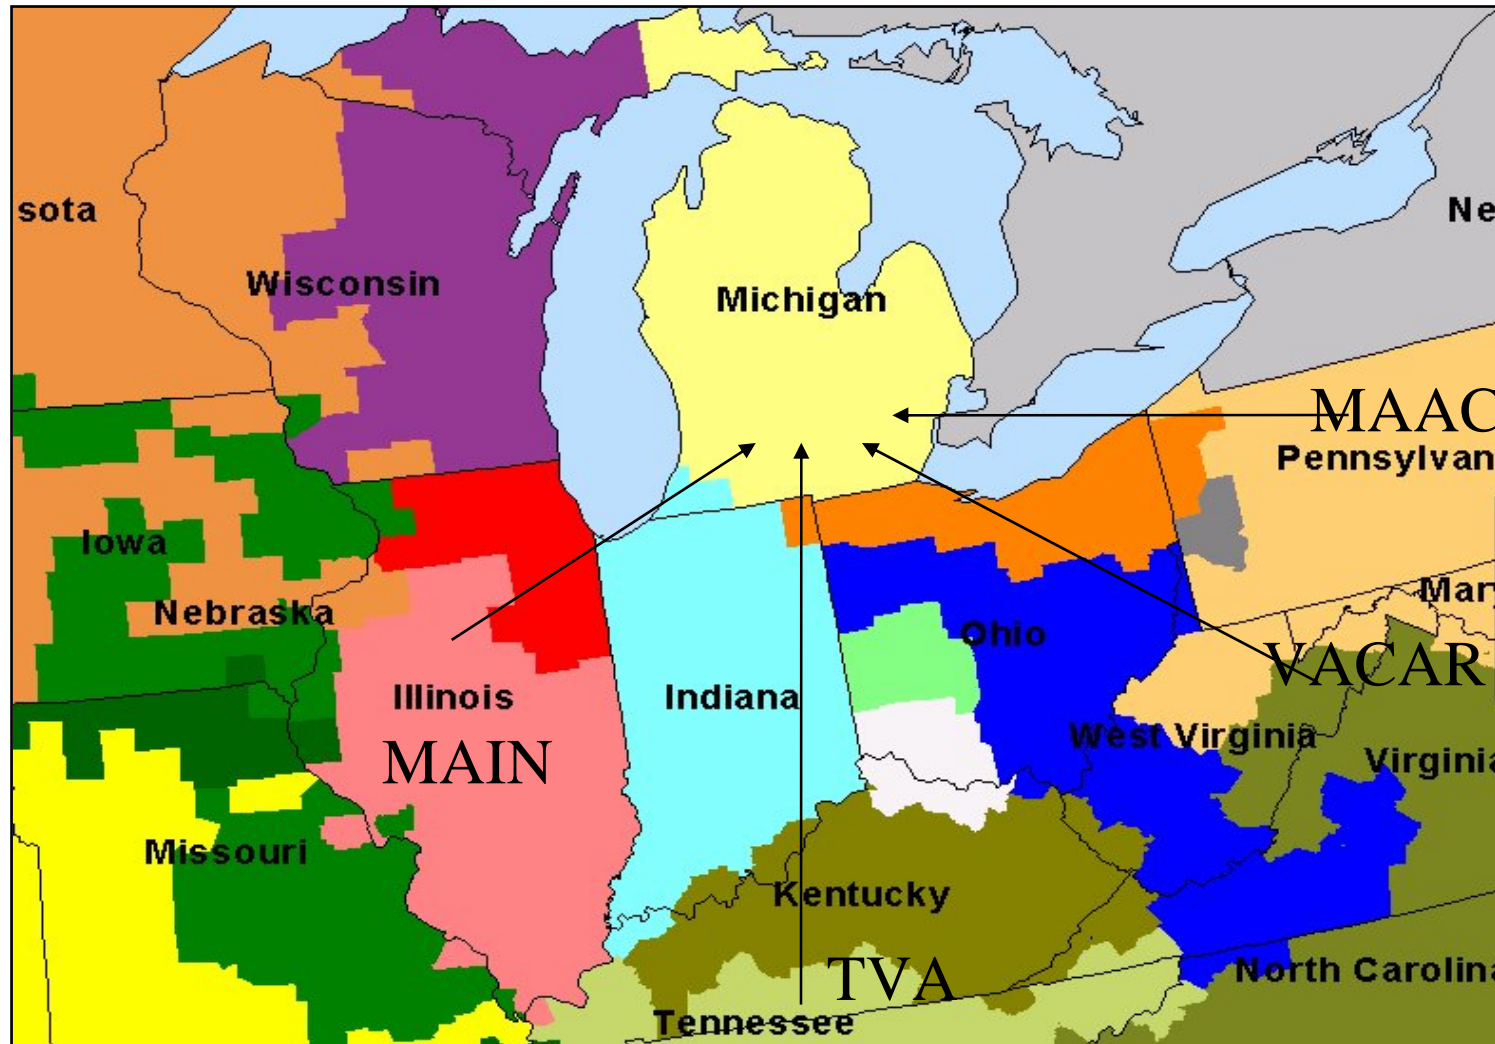 sota
Ne
Wisconsin
Michigan
MAAC
Pennsylvan
Iowa
Nebraska
Mary
Ohio
VACAR
Illinois
Indiana
West Virginia
MAIN
Virginia
Missouri
Kentucky
TVA
North Carolina
Tennessee